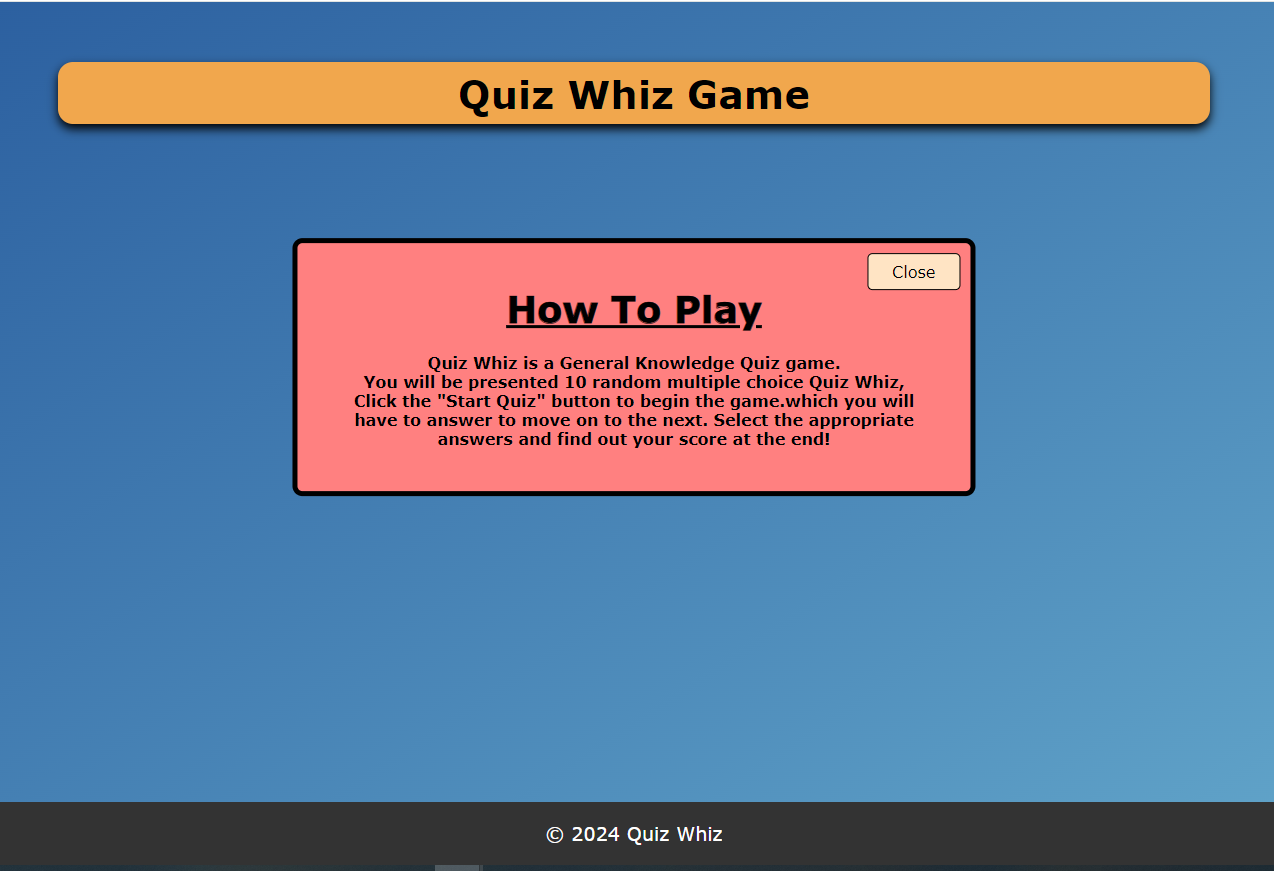 Quiz Whiz Game
Close
How To Play
Quiz Whiz is a General Knowledge Quiz game.
You will be presented 10 random multiple choice Quiz Whiz,
Click the "Start Quiz" button to begin the game.which you will
have to answer to move on to the next. Select the appropriate
answers and find out your score at the end!
© 2024 Quiz Whiz